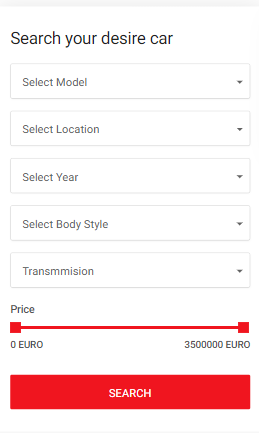 Search your desire car
Select Model
Select Location
Select Year
Select Body Style
Transmmision
Price
0 EURO 3500000 EURO
SEARCH